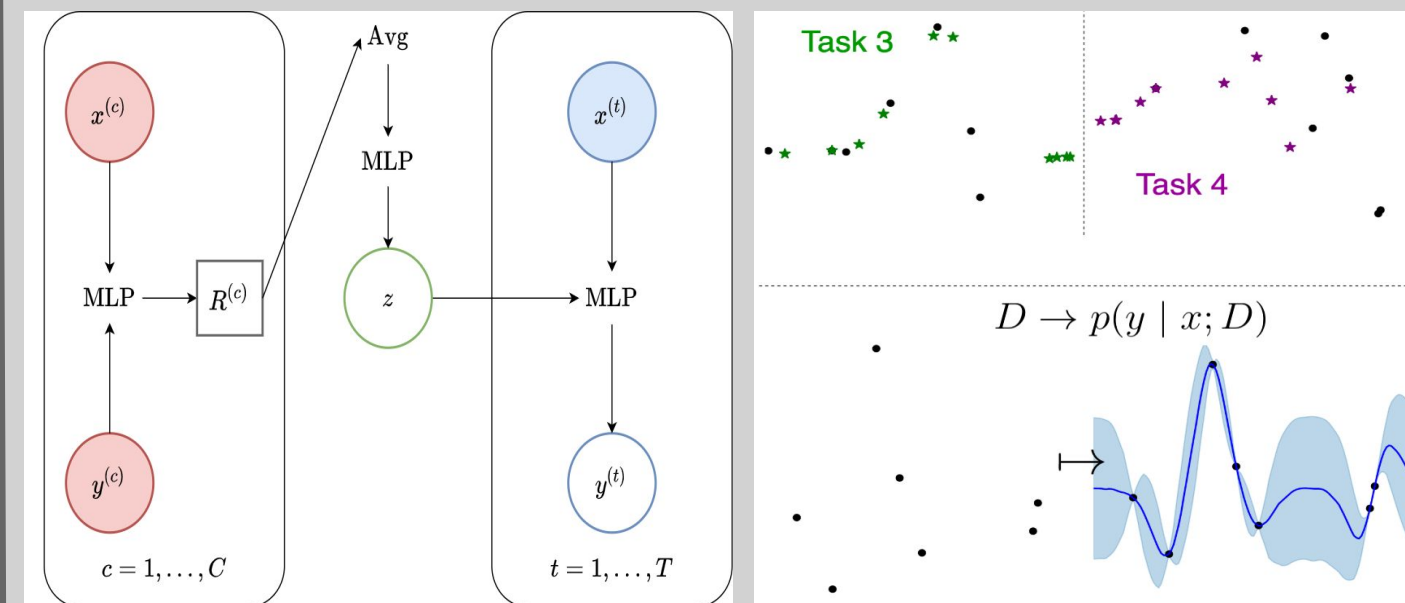 x^{(c)}
MLP
R^{(c)}
y^{(c)}
c = 1, ..., C
Avg
MLP
z
x^{(t)}
MLP
y^{(t)}
t = 1, ..., T
Task 3
Task 4
D → p(y | x; D)